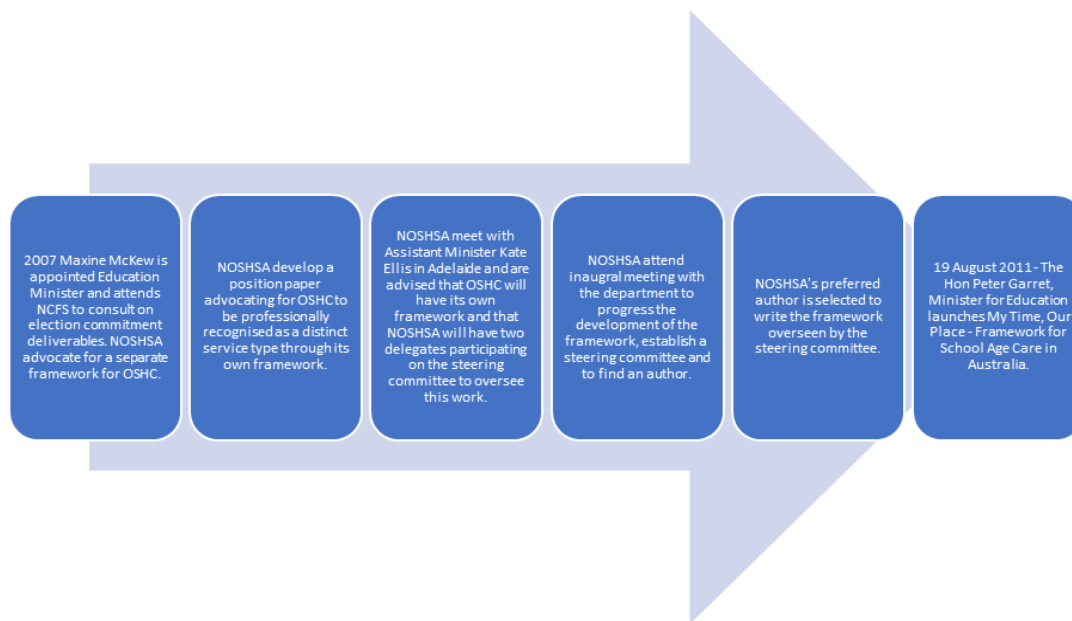 2007 Maxine McKew is
appointed Education
Minister and attends
NCFS to consult on
election commitment
deliverables. NOSHSA
advocate for a separate
framework for OSHC.
NOSHSA develop a
position paper
advocating for OSHC to
be professionally
recognised as a distinct
service type through its
own framework.
NOSHSA meet with
Assistant Minister Kate
Ellis in Adelaide and are
advised that OSHC will
have its own
framework and that
NOSHSA will have two
delegates participating
on the steering
committee to oversee
this work.
NOSHSA attend
inaugral meeting with
the department to
progress the
development of the
framework, establish a
steering committee and
to find an author.
NOSHSA's preferred
author is selected to
write the framework
overseen by the
steering committee.
19 August 2011 - The
Hon Peter Garret,
Minister for Education
launches My Time, Our
Place - Framework for
School Age Care in
Australia.